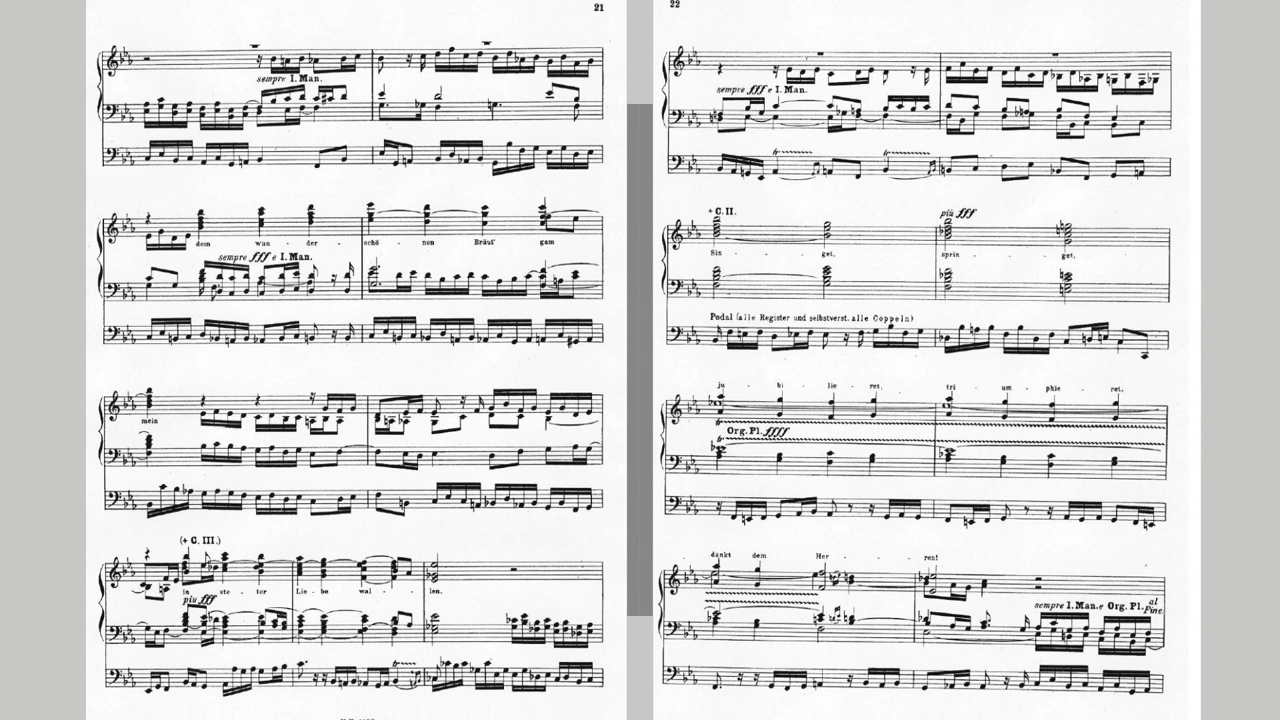 21
sempre I. Man.
dem wun - der - schö - nen Bräut' gam
sempre fff e I. Man.
mein
(+ C. III.)
in ste - ter Lie - be wal - len.
più fff
22
sempre fff e I. Man.
+ C. II.
più fff
Sin - get, sprin - get,
Pedal (alle Register und selbstverst. alle Coppeln)
ju - bi - lie - ret, tri - um - phie - ret,
Org. Pl. ffff
dankt dem Her - ren!
sempre I. Man. e Org. Pl. al Fine.